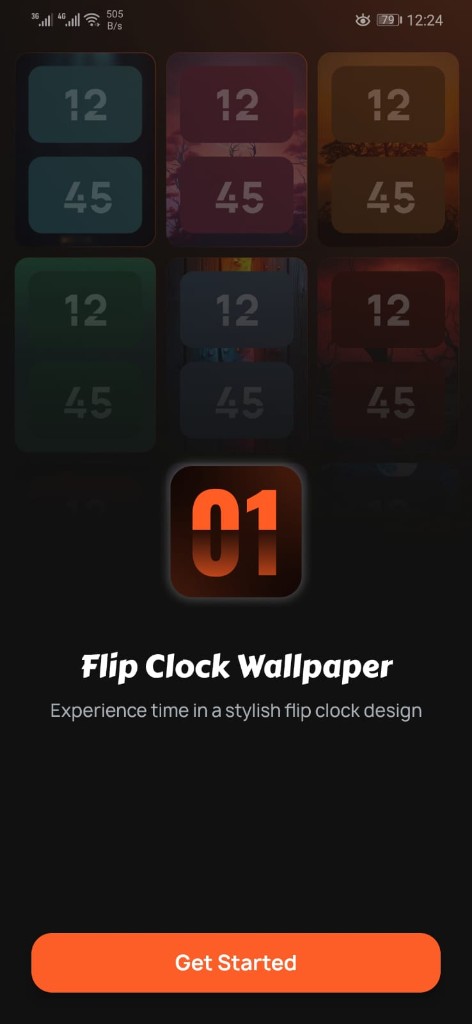 3G 4G 505 B/s 79 12:24
12 12 12
45 45 45
12 12 12
45 45 45
01
Flip Clock Wallpaper
Experience time in a stylish flip clock design
Get Started